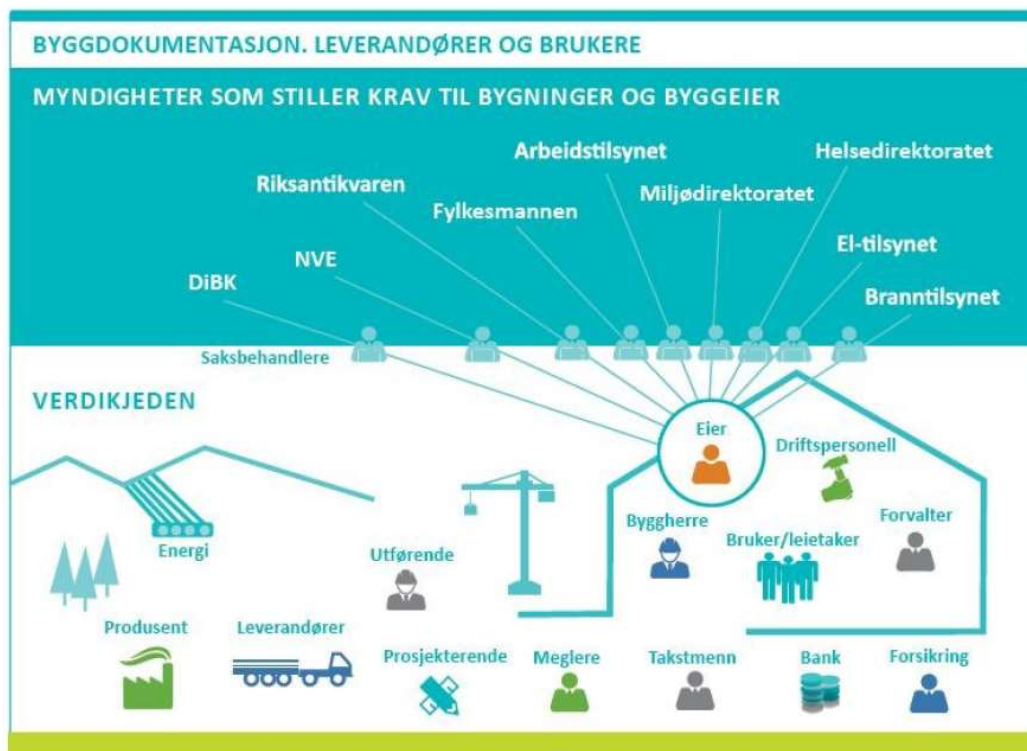 BYGGDOKUMENTASJON. LEVERANDØRER OG BRUKERE
MYNDIGHETER SOM STILLER KRAV TIL BYGNINGER OG BYGGEIER
Arbeidstilsynet
Helsedirektoratet
Riksantikvaren
Miljødirektoratet
Fylkesmannen
El-tilsynet
NVE
DiBK
Branntilsynet
Saksbehandlere
VERDIKJEDEN
Eier
Driftspersonell
Byggherre
Forvalter
Bruker/leietaker
Energi
Utførende
Produsent
Leverandører
Prosjekterende
Meglere
Takstmenn
Bank
Forsikring